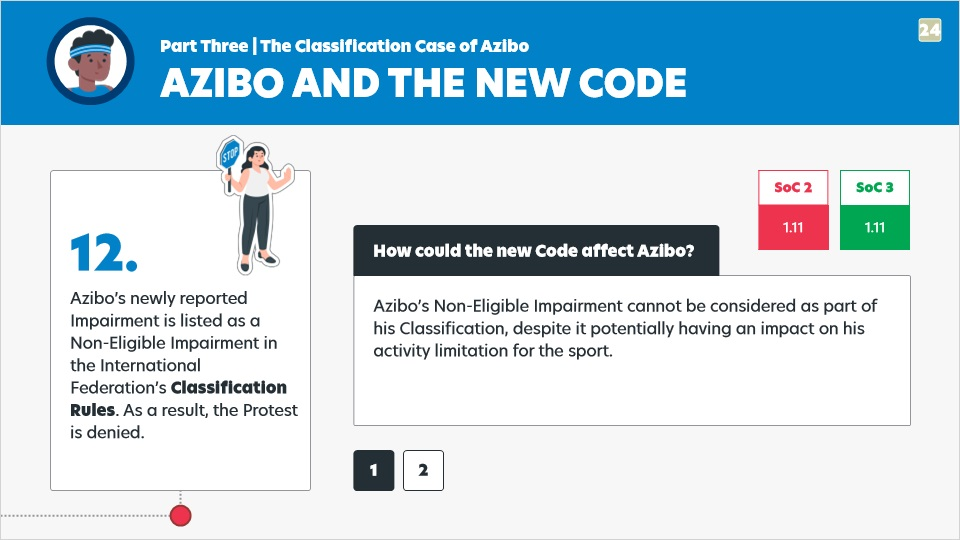 Part Three | The Classification Case of Azibo
AZIBO AND THE NEW CODE
24
STOP
12.
Azibo's newly reported
Impairment is listed as a
Non-Eligible Impairment in
the International
Federation's Classification
Rules. As a result, the Protest
is denied.
SoC 2
1.11
SoC 3
1.11
How could the new Code affect Azibo?
Azibo's Non-Eligible Impairment cannot be considered as part of
his Classification, despite it potentially having an impact on his
activity limitation for the sport.
1
2